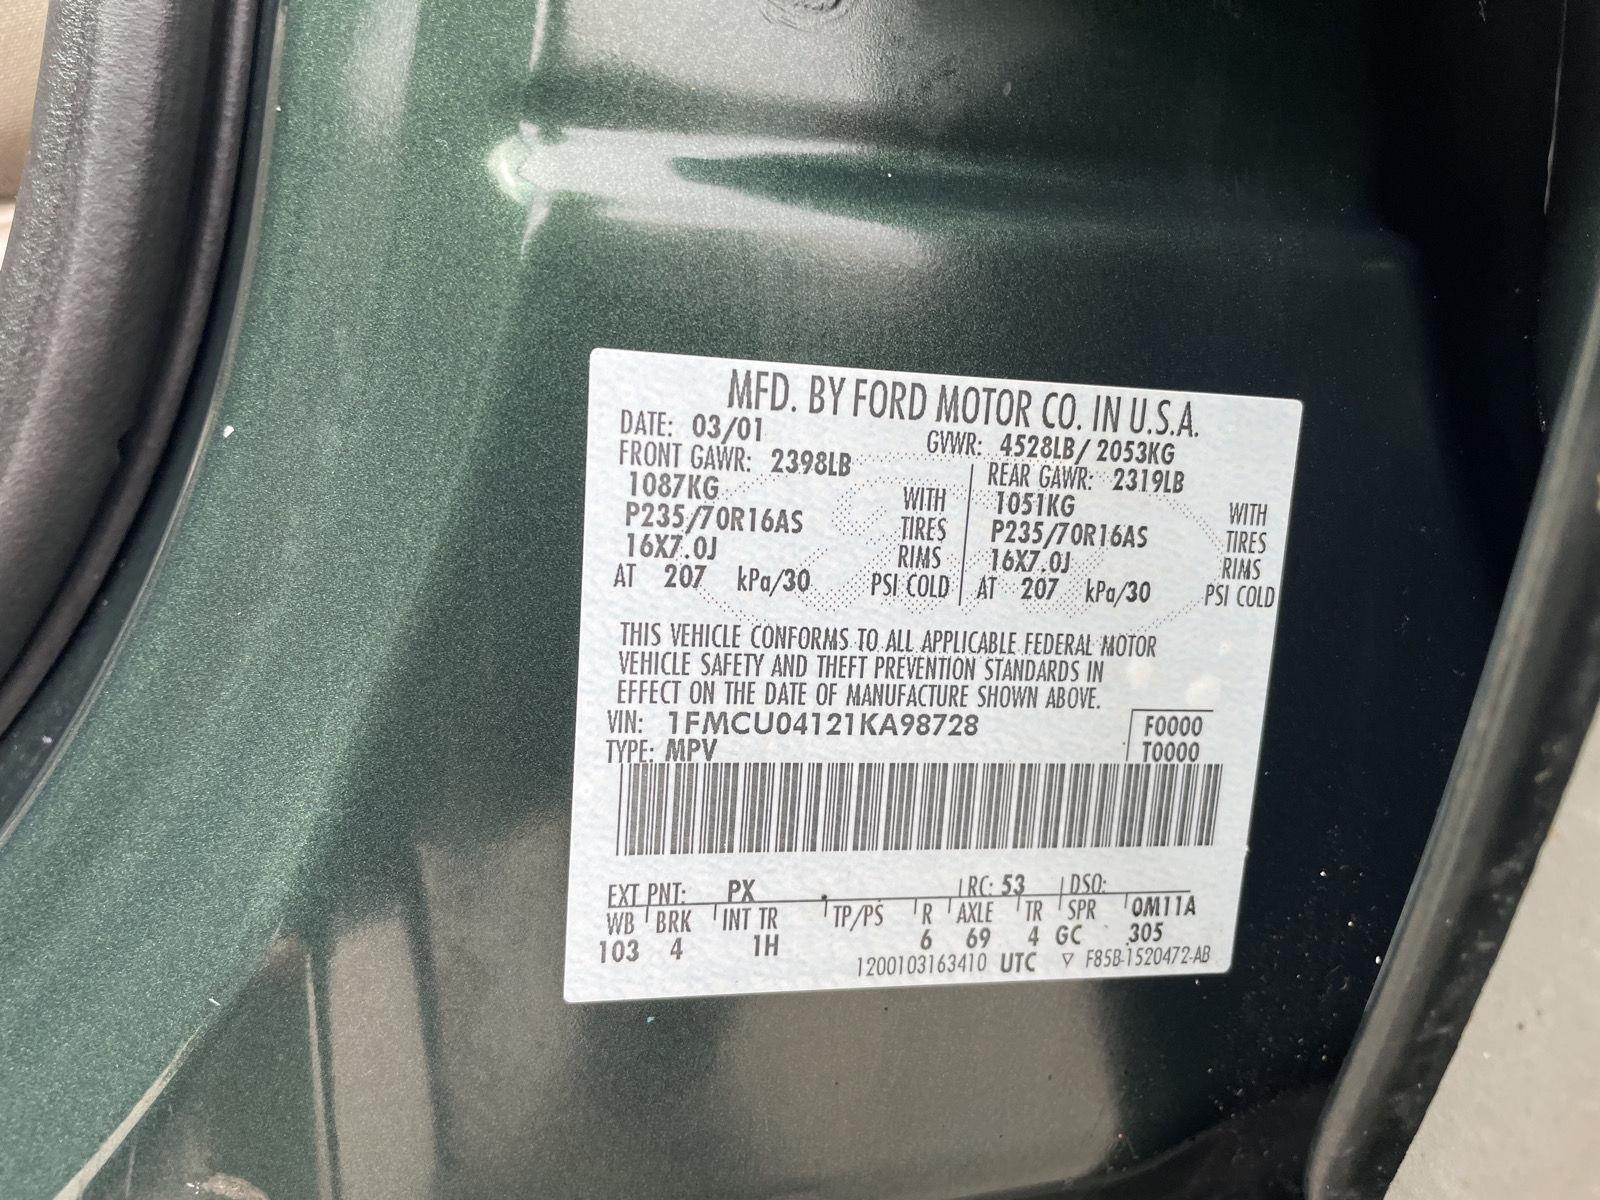 MFD. BY FORD MOTOR CO. IN U.S.A.
DATE: 03/01 GVWR: 4528LB/ 2053KG
FRONT GAWR: 2398LB REAR GAWR: 2319LB
1087KG WITH 1051KG WITH
P235/70R16AS TIRES P235/70R16AS TIRES
16X7.0J RIMS 16X7.0J RIMS
AT 207 kPa/30 PSI COLD AT 207 kPa/30 PSI COLD
THIS VEHICLE CONFORMS TO ALL APPLICABLE FEDERAL MOTOR
VEHICLE SAFETY AND THEFT PREVENTION STANDARDS IN
EFFECT ON THE DATE OF MANUFACTURE SHOWN ABOVE.
VIN: 1FMCU04121KA98728 F0000
TYPE: MPV T0000
EXT PNT: PX RC: 53 DSO:
WB BRK INT TR TP/PS R AXLE TR SPR 0M11A
103 4 1H 6 69 4 GC 305
1200103163410 UTC ▽ F85B-1520472-AB